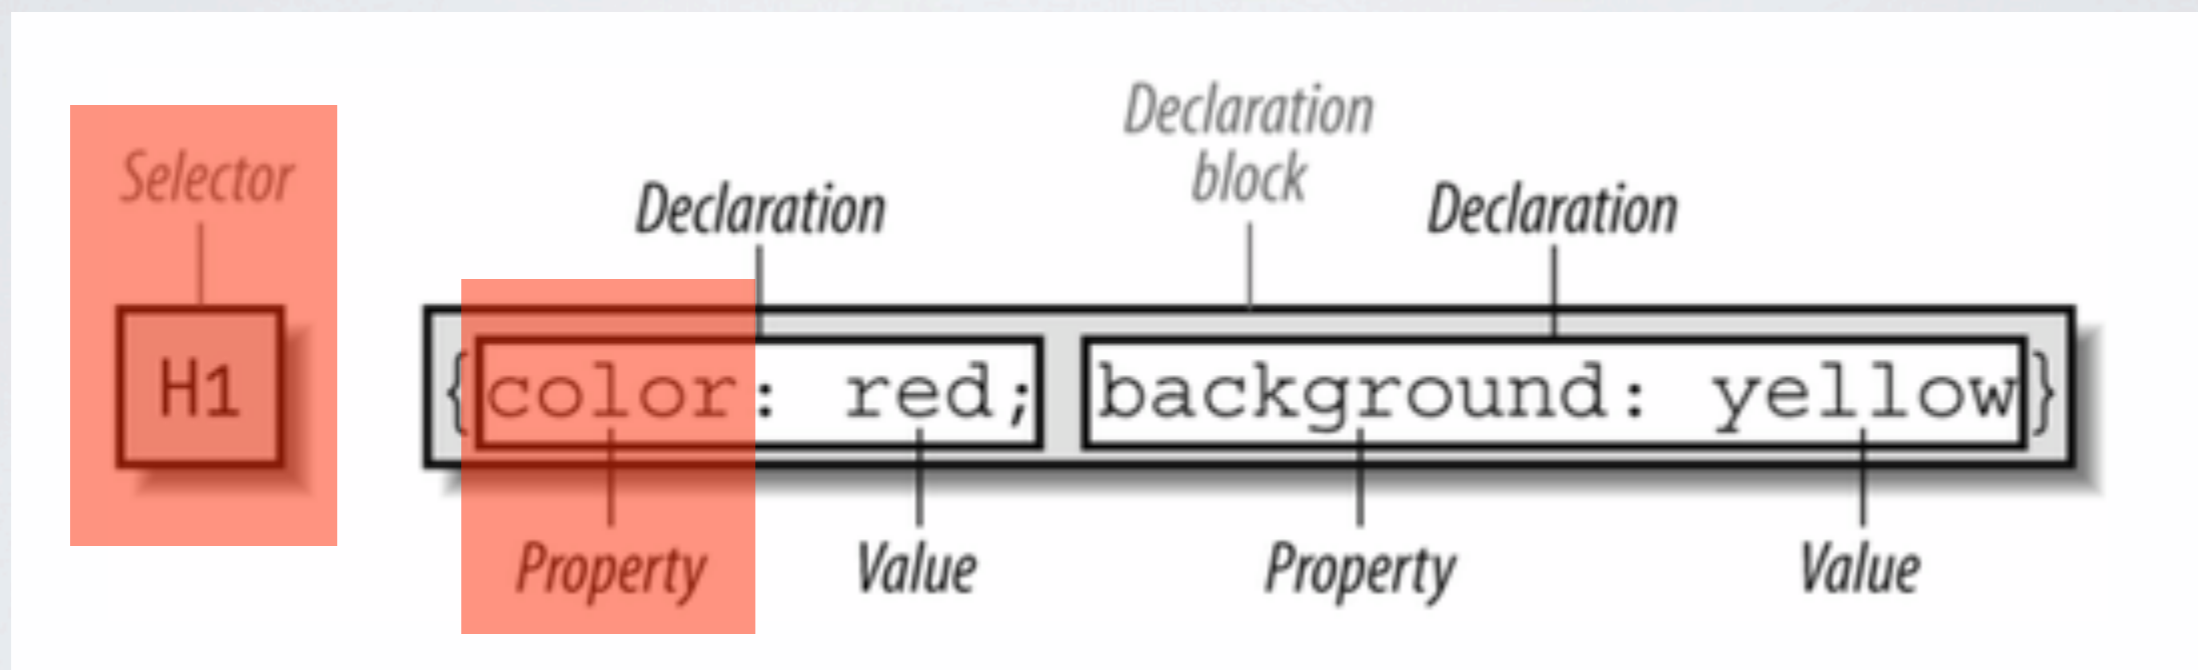 Selector
Declaration
Declaration
block
Declaration
H1
{color: red; background: yellow}
Property
Value
Property
Value